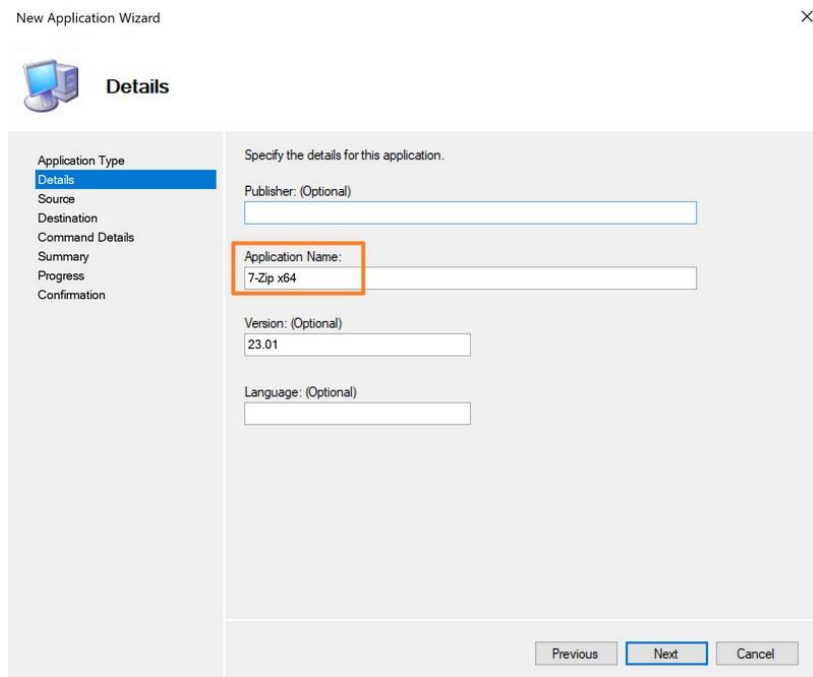 New Application Wizard
Details
Application Type
Details
Source
Destination
Command Details
Summary
Progress
Confirmation
Specify the details for this application.
Publisher: (Optional)
Application Name:
7-Zip x64
Version: (Optional)
23.01
Language: (Optional)
Previous
Next
Cancel